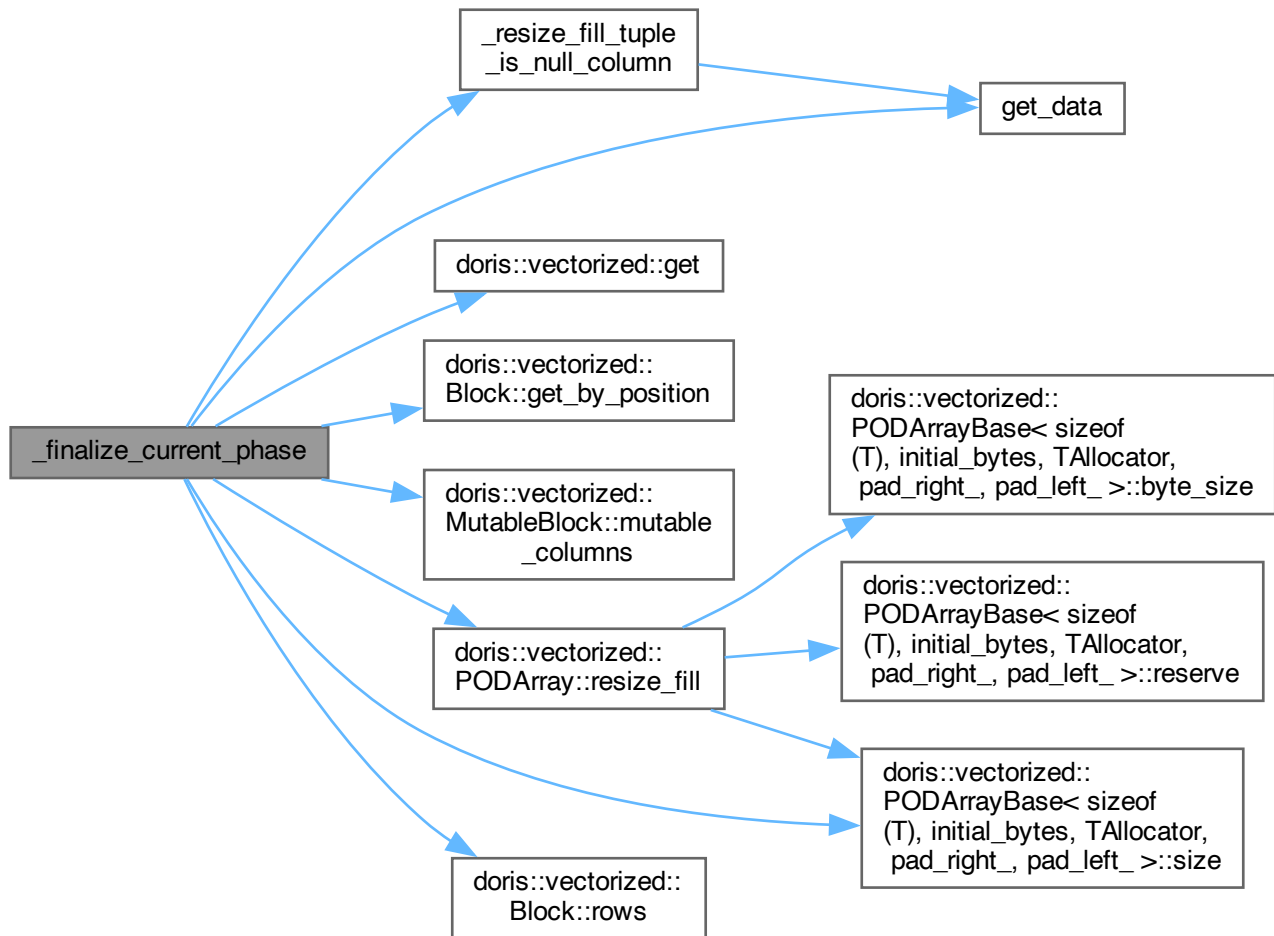 _resize_fill_tuple
_is_null_column
get_data
doris::vectorized::get
doris::vectorized::
Block::get_by_position
_finalize_current_phase
doris::vectorized::
MutableBlock::mutable
_columns
doris::vectorized::
PODArray::resize_fill
doris::vectorized::
PODArrayBase< sizeof
(T), initial_bytes, TAllocator,
pad_right_, pad_left_ >::byte_size
doris::vectorized::
PODArrayBase< sizeof
(T), initial_bytes, TAllocator,
pad_right_, pad_left_ >::reserve
doris::vectorized::
PODArrayBase< sizeof
(T), initial_bytes, TAllocator,
pad_right_, pad_left_ >::size
doris::vectorized::
Block::rows